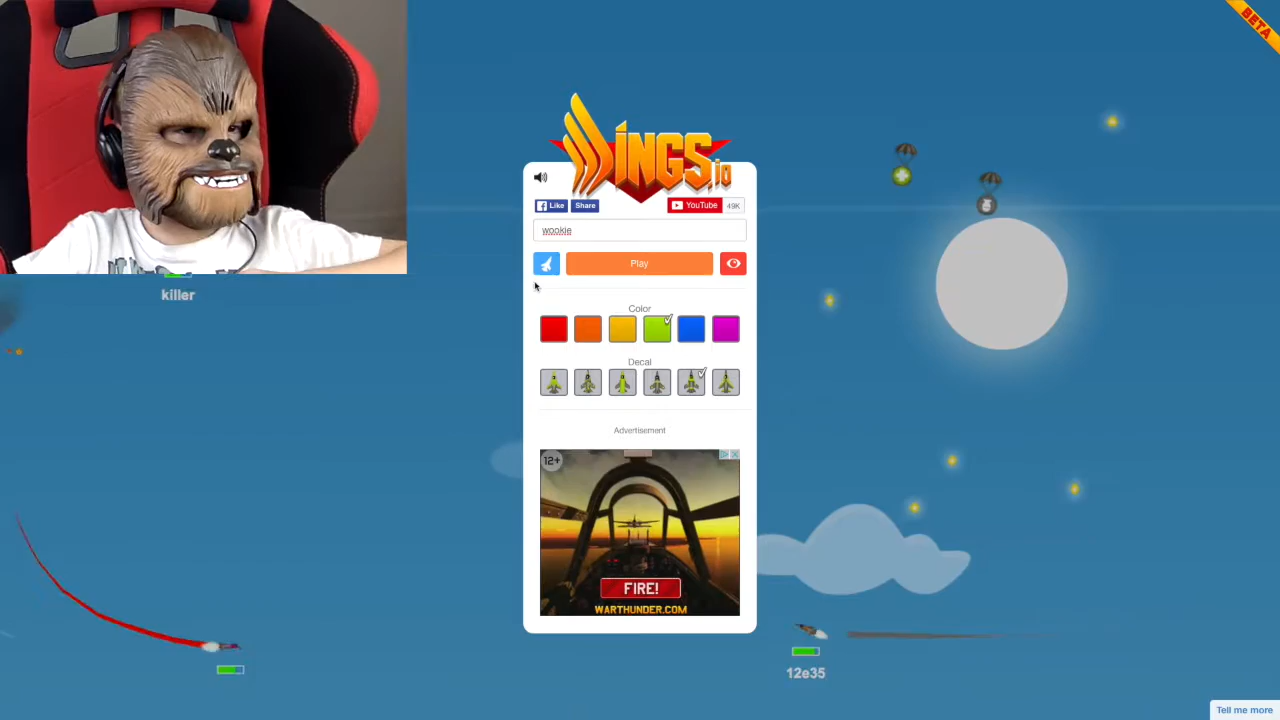 BETA
WINGS.io
Like
Share
YouTube
49K
wookie
Play
killer
Color
Decal
Advertisement
12+
FIRE!
WARTHUNDER.COM
12e35
Tell me more